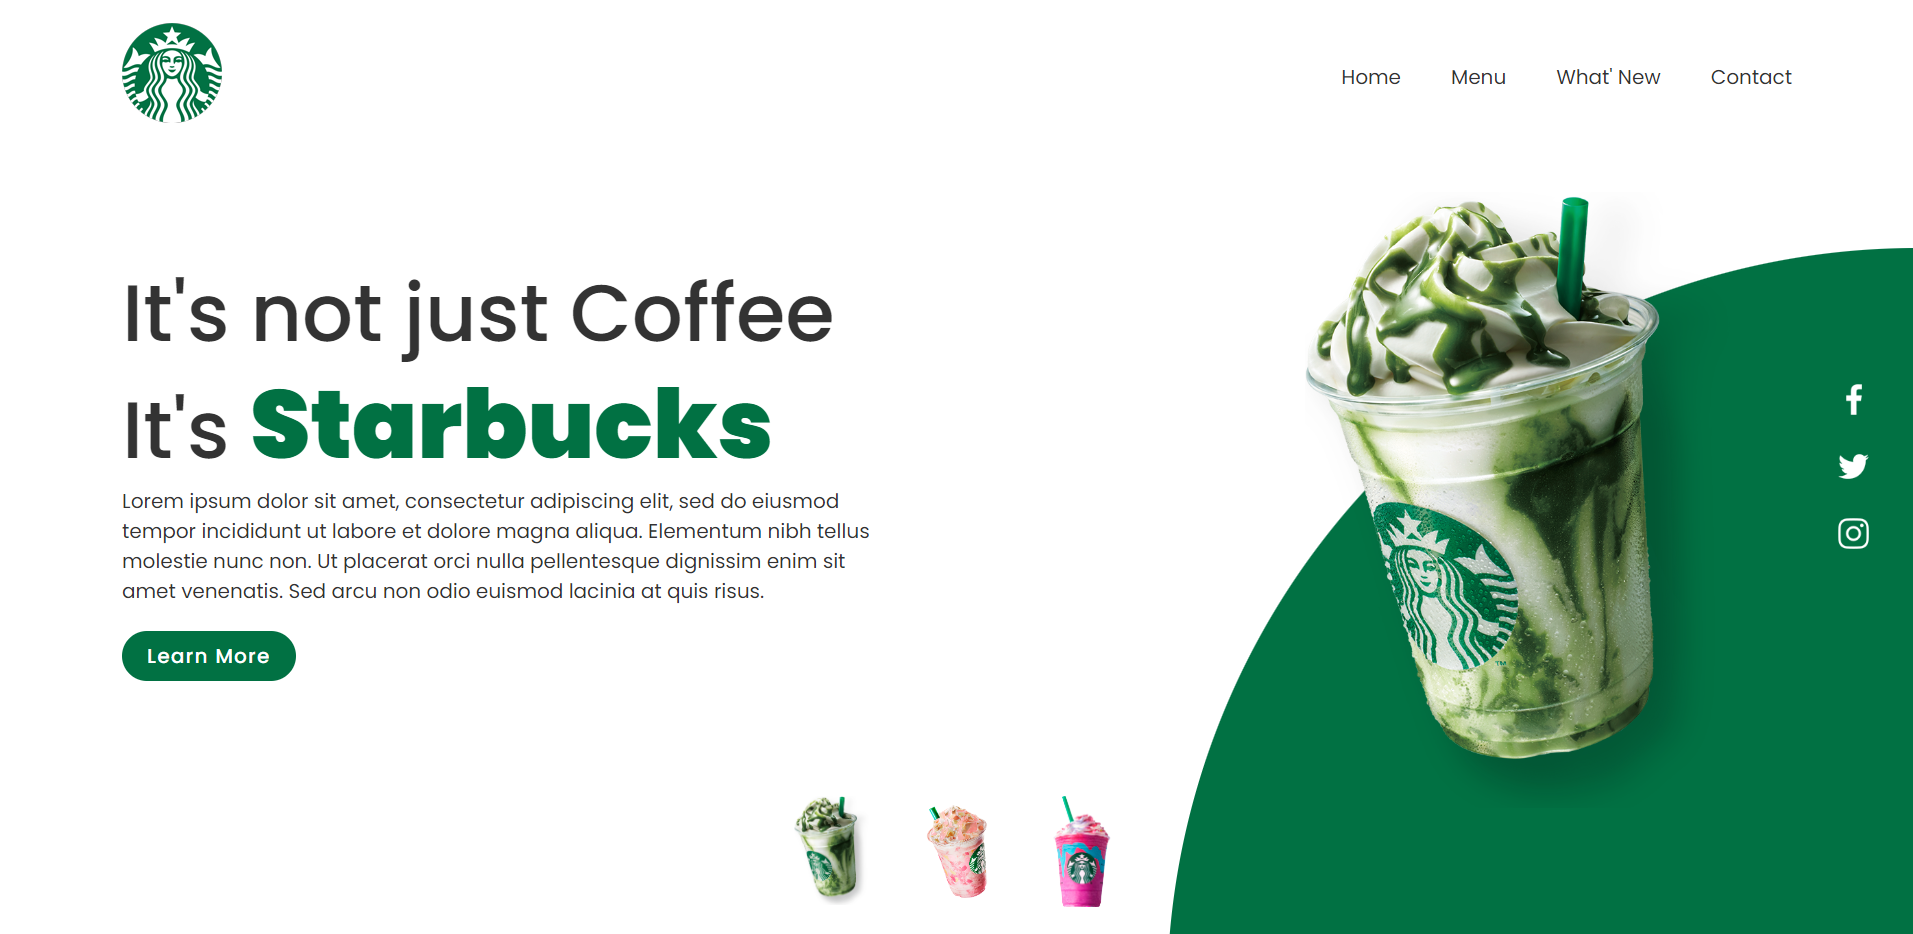 Home Menu What' New Contact
It's not just Coffee
It's Starbucks
Lorem ipsum dolor sit amet, consectetur adipiscing elit, sed do eiusmod
tempor incididunt ut labore et dolore magna aliqua. Elementum nibh tellus
molestie nunc non. Ut placerat orci nulla pellentesque dignissim enim sit
amet venenatis. Sed arcu non odio euismod lacinia at quis risus.
Learn More
TM